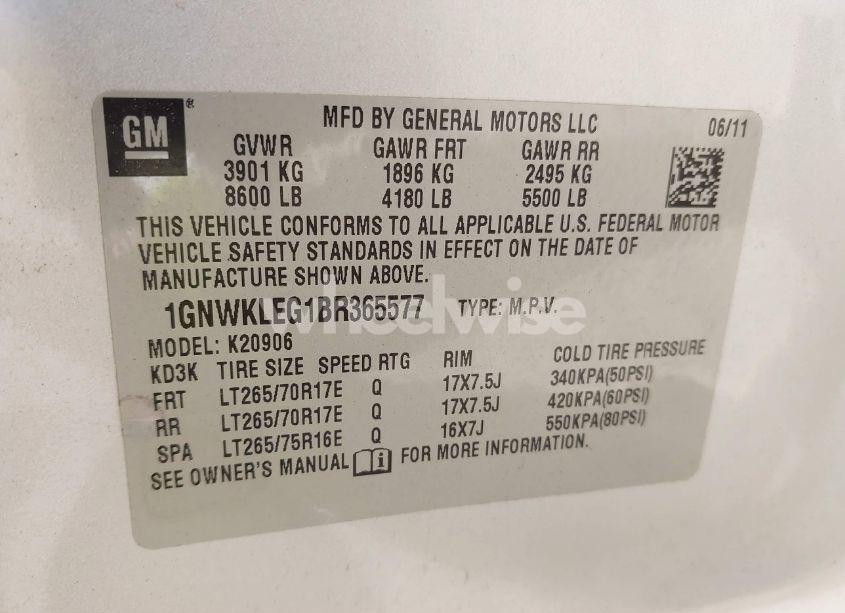 GM ®
MFD BY GENERAL MOTORS LLC 06/11
GVWR GAWR FRT GAWR RR
3901 KG 1896 KG 2495 KG
8600 LB 4180 LB 5500 LB
THIS VEHICLE CONFORMS TO ALL APPLICABLE U.S. FEDERAL MOTOR
VEHICLE SAFETY STANDARDS IN EFFECT ON THE DATE OF
MANUFACTURE SHOWN ABOVE.
1GNWKLEG1BR365577 TYPE: M.P.V.
wheelwise
MODEL: K20906
KD3K TIRE SIZE SPEED RTG RIM COLD TIRE PRESSURE
FRT LT265/70R17E Q 17X7.5J 340KPA(50PSI)
RR LT265/70R17E Q 17X7.5J 420KPA(60PSI)
SPA LT265/75R16E Q 16X7J 550KPA(80PSI)
SEE OWNER'S MANUAL i FOR MORE INFORMATION.